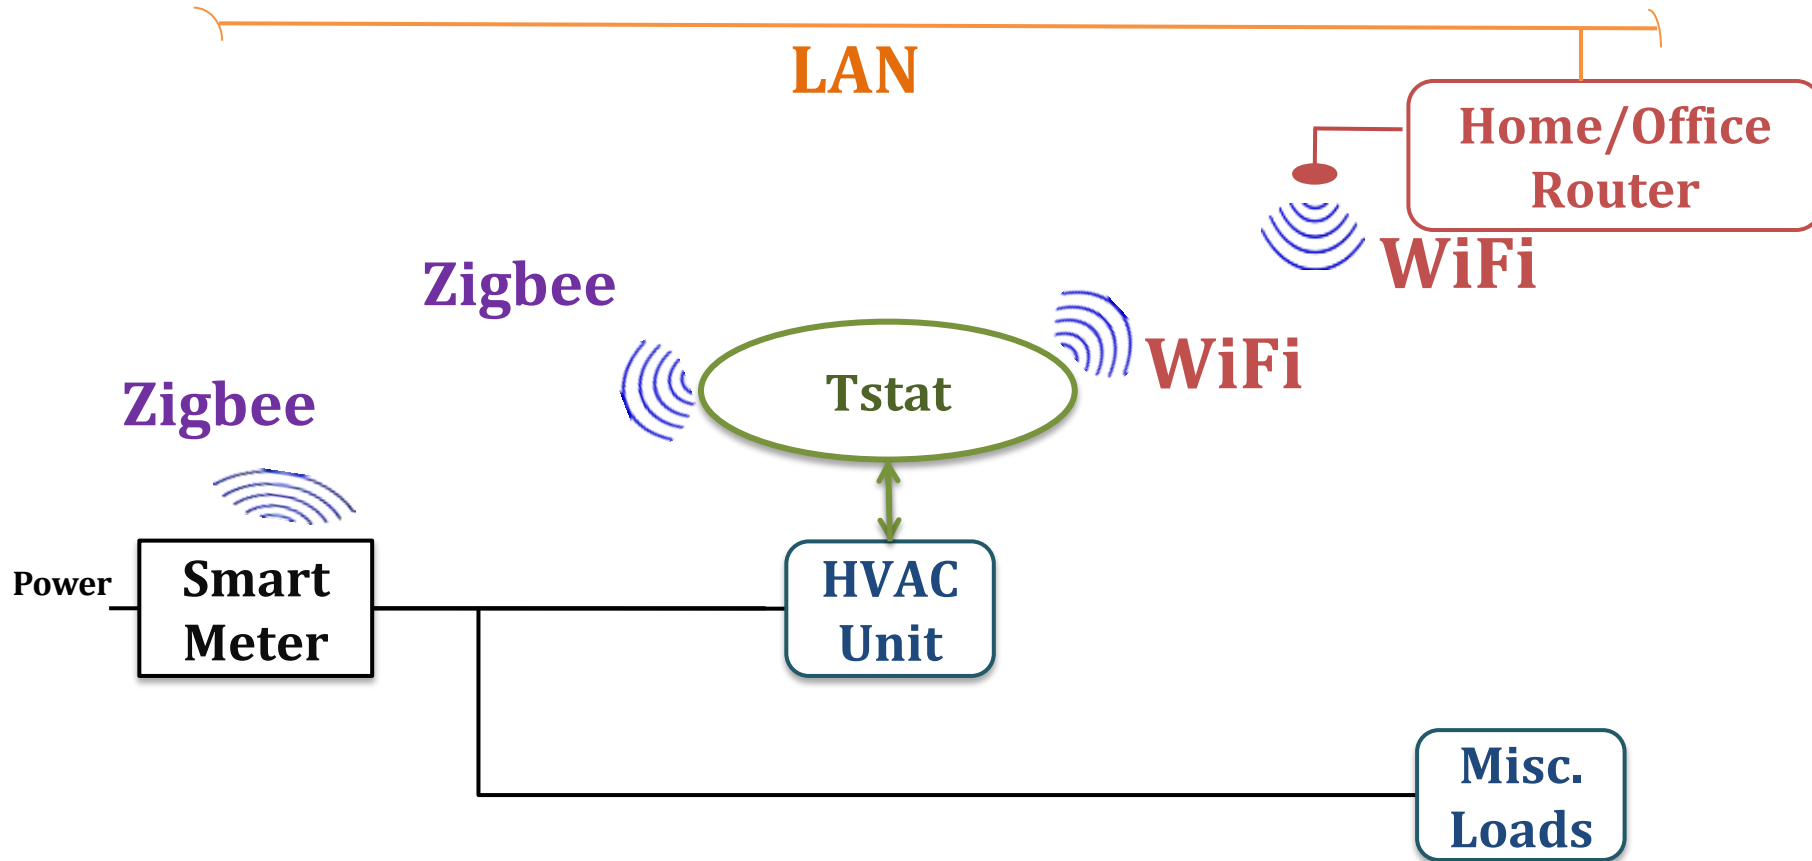 LAN
Home/Office
Router
WiFi
Zigbee
WiFi
Tstat
Zigbee
Power
Smart
Meter
HVAC
Unit
Misc.
Loads